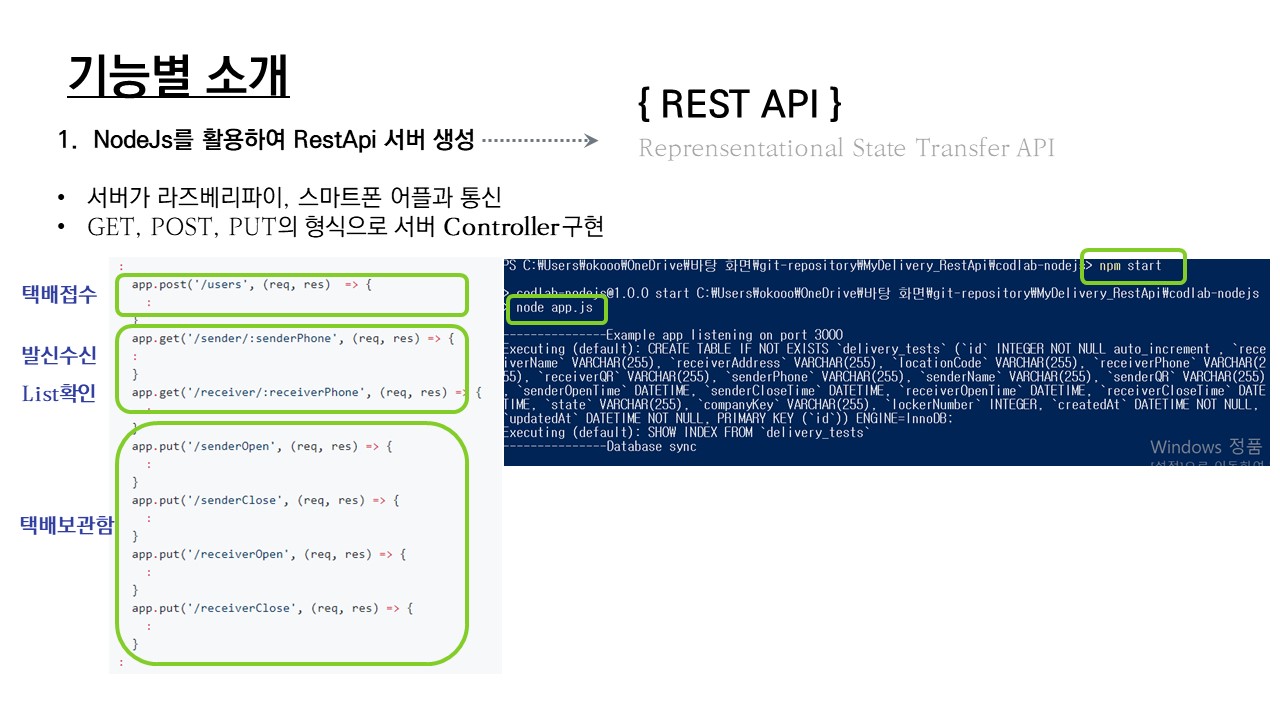 기능별 소개
{ REST API }
1. NodeJs를 활용하여 RestApi 서버 생성
Reprensentational State Transfer API
• 서버가 라즈베리파이, 스마트폰 어플과 통신
• GET, POST, PUT의 형식으로 서버 Controller구현
택배접수
발신수신
List확인
택배보관함
:
app.post('/users', (req, res) => {
:
}
app.get('/sender/:senderPhone', (req, res) => {
:
}
app.get('/receiver/:receiverPhone', (req, res) => {
:
}
app.put('/senderOpen', (req, res) => {
:
}
app.put('/senderClose', (req, res) => {
:
}
app.put('/receiverOpen', (req, res) => {
:
}
app.put('/receiverClose', (req, res) => {
:
}
:
PS C:₩Users₩okooo₩OneDrive₩바탕 화면₩git-repository₩MyDelivery_RestApi₩codlab-nodejs> npm start
> codlab-nodejs@1.0.0 start C:₩Users₩okooo₩OneDrive₩바탕 화면₩git-repository₩MyDelivery_RestApi₩codlab-nodejs
> node app.js
---------------Example app listening on port 3000
Executing (default): CREATE TABLE IF NOT EXISTS `delivery_tests` (`id` INTEGER NOT NULL auto_increment , `rece
iverName` VARCHAR(255), `receiverAddress` VARCHAR(255), `locationCode` VARCHAR(255), `receiverPhone` VARCHAR(2
55), `receiverQR` VARCHAR(255), `senderPhone` VARCHAR(255), `senderName` VARCHAR(255), `senderQR` VARCHAR(255)
, `senderOpenTime` DATETIME, `senderCloseTime` DATETIME, `receiverOpenTime` DATETIME, `receiverCloseTime` DATE
TIME, `state` VARCHAR(255), `companyKey` VARCHAR(255), `lockerNumber` INTEGER, `createdAt` DATETIME NOT NULL,
`updatedAt` DATETIME NOT NULL, PRIMARY KEY (`id`)) ENGINE=InnoDB;
Executing (default): SHOW INDEX FROM `delivery_tests`
---------------Database sync
Windows 정품